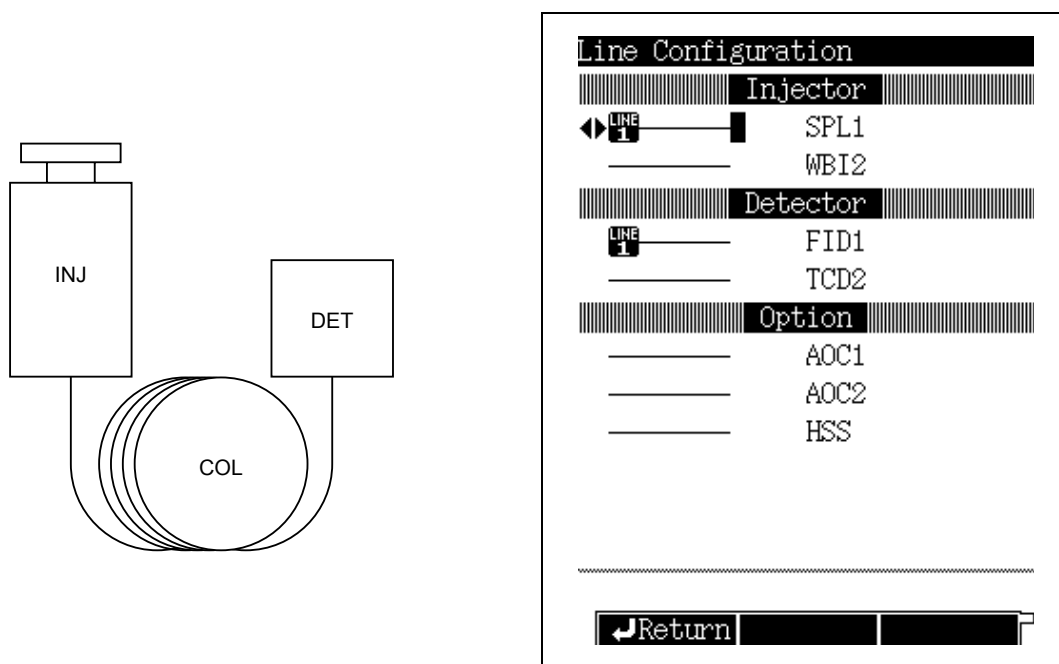 INJ
DET
COL
Line Configuration
Injector
LINE 1 SPL1
WBI2
Detector
LINE 1 FID1
TCD2
Option
AOC1
AOC2
HSS
Return